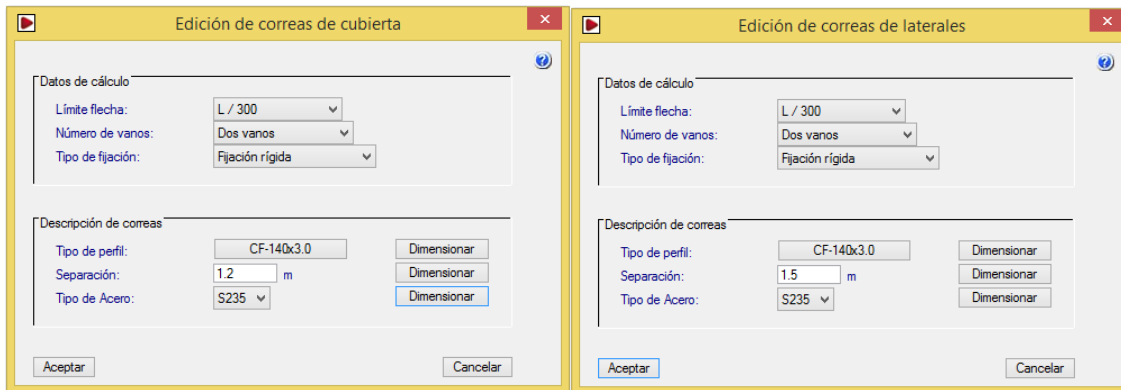 Edición de correas de cubierta
Datos de cálculo
Límite flecha: L / 300
Número de vanos: Dos vanos
Tipo de fijación: Fijación rígida
Descripción de correas
Tipo de perfil: CF-140x3.0 Dimensionar
Separación: 1.2 m Dimensionar
Tipo de Acero: S235 Dimensionar
Aceptar Cancelar
Edición de correas de laterales
Datos de cálculo
Límite flecha: L / 300
Número de vanos: Dos vanos
Tipo de fijación: Fijación rígida
Descripción de correas
Tipo de perfil: CF-140x3.0 Dimensionar
Separación: 1.5 m Dimensionar
Tipo de Acero: S235 Dimensionar
Aceptar Cancelar